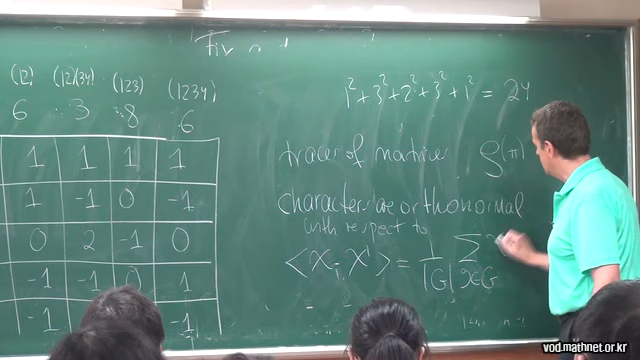 (12) (12)(34) (123) (1234)
6 3 8 6
1 1 1 1
1 -1 0 -1
0 2 -1 0
-1 -1 0 1
-1 -1
1² + 3² + 2² + 3² + 1² = 24
traces of matrices ρ(π)
characters are orthonormal
with respect to
< χ, χ' > = 1/|G| Σ x∈G
vod.mathnet.or.kr